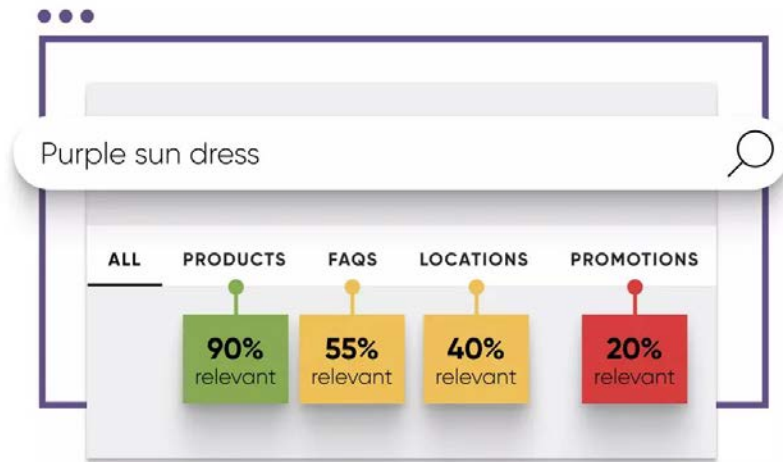 Purple sun dress
ALL PRODUCTS FAQS LOCATIONS PROMOTIONS
90% 55% 40% 20%
relevant relevant relevant relevant